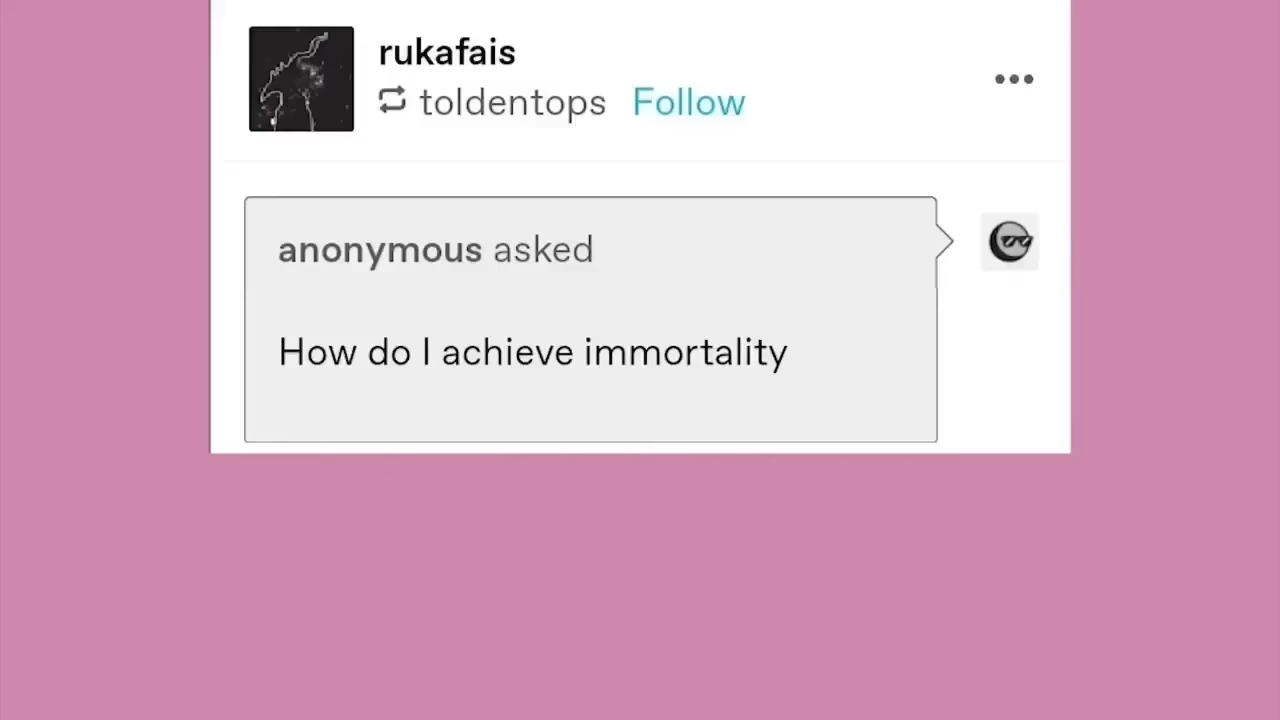 rukafais
toldentops Follow
anonymous asked
How do I achieve immortality